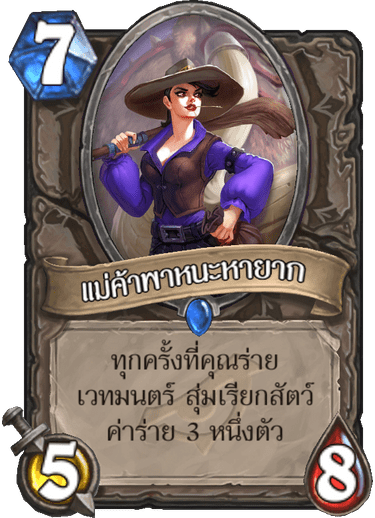 7
แม่ค้าพาหนะหายาก
ทุกครั้งที่คุณร่าย
เวทมนตร์ สุ่มเรียกสัตว์
ค่าร่าย 3 หนึ่งตัว
5
8